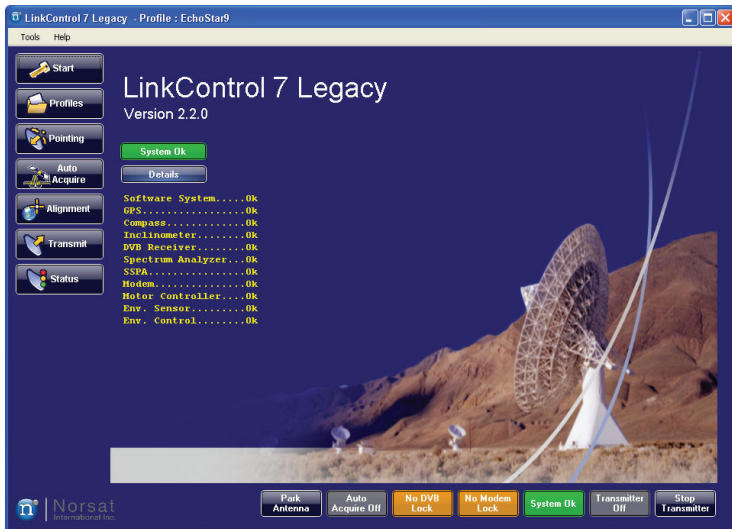 LinkControl 7 Legacy - Profile : EchoStar9
Tools Help
Start
Profiles
Pointing
Auto
Acquire
Alignment
Transmit
Status
LinkControl 7 Legacy
Version 2.2.0
System Ok
Details
Software System.....Ok
GPS.................Ok
Compass.............Ok
Inclinometer........Ok
DVB Receiver........Ok
Spectrum Analyzer...Ok
SSPA................Ok
Modem...............Ok
Motor Controller....Ok
Env. Sensor.........Ok
Env. Control........Ok
n
Norsat
International Inc.
Park
Antenna
Auto
Acquire Off
No DVB
Lock
No Modem
Lock
System Ok
Transmitter
Off
Stop
Transmitter